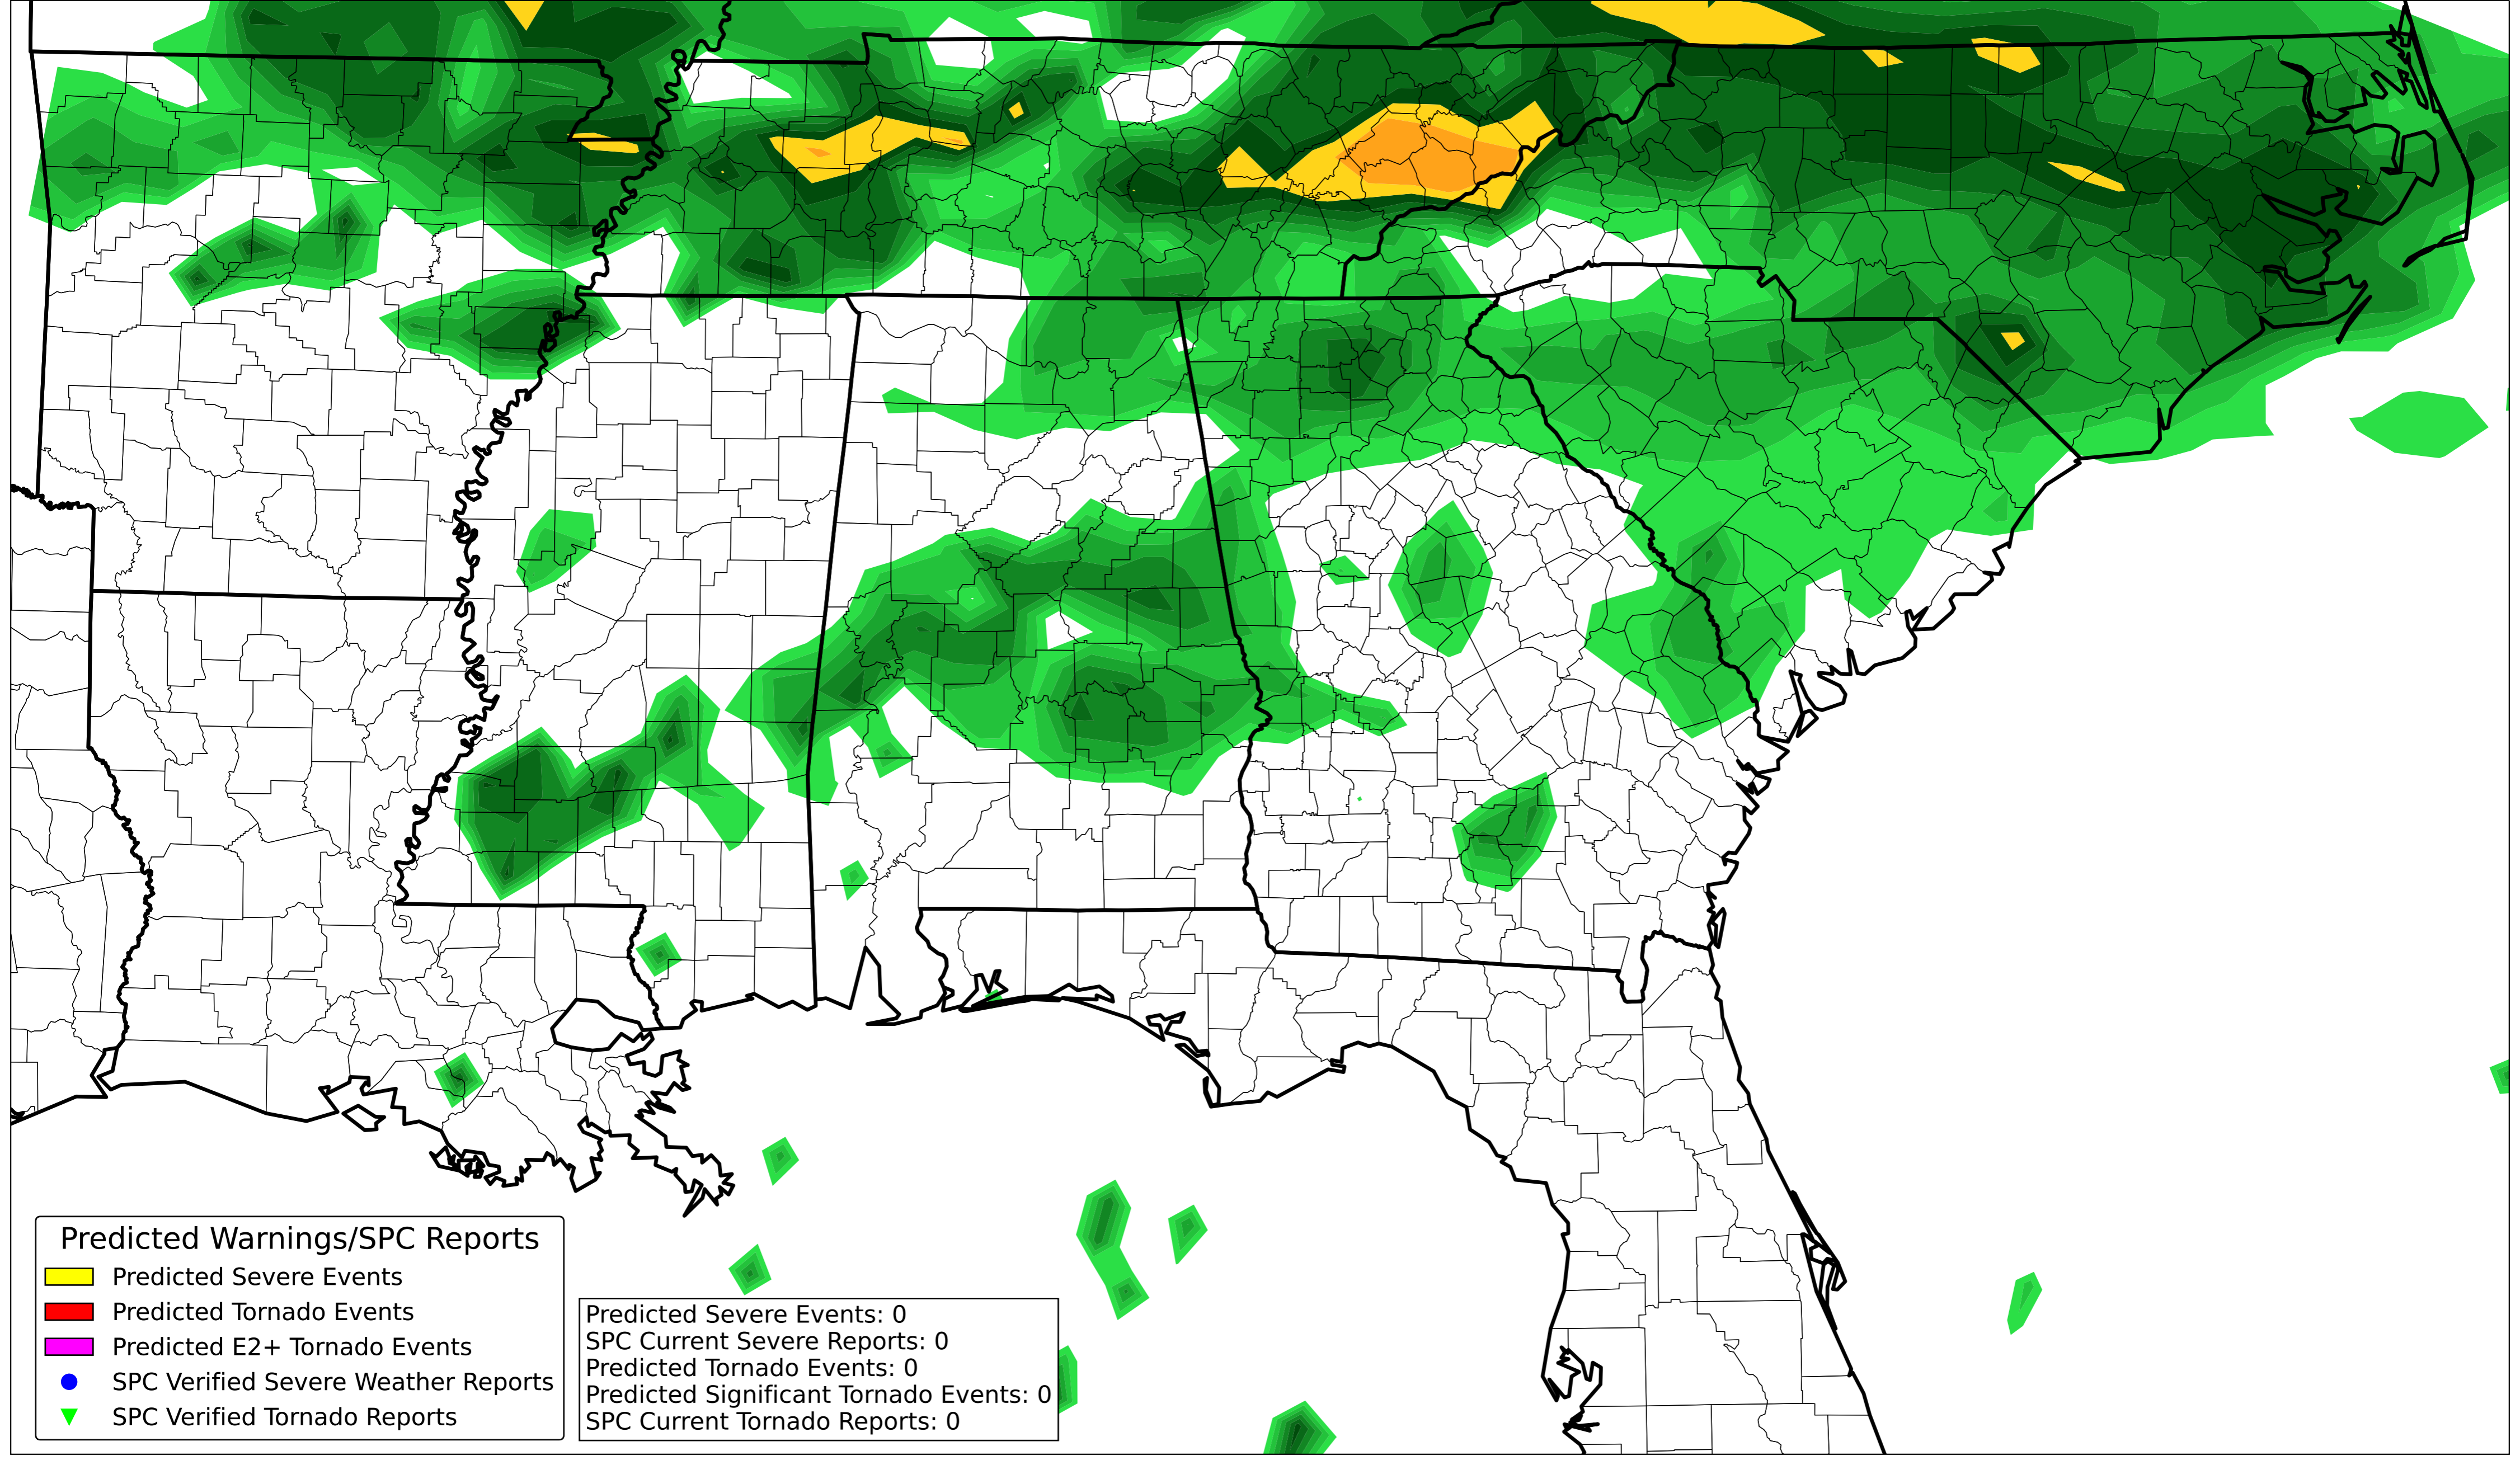 Predicted Warnings/SPC Reports
Predicted Severe Events
Predicted Tornado Events
Predicted E2+ Tornado Events
SPC Verified Severe Weather Reports
SPC Verified Tornado Reports
Predicted Severe Events: 0
SPC Current Severe Reports: 0
Predicted Tornado Events: 0
Predicted Significant Tornado Events: 0
SPC Current Tornado Reports: 0